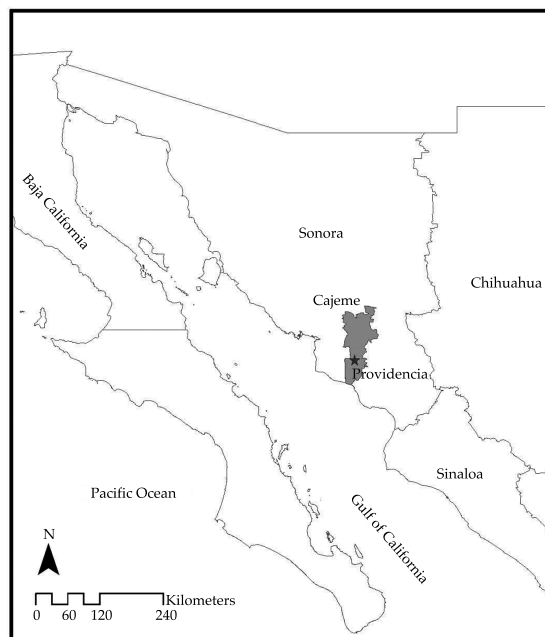 Baja California
Sonora
Chihuahua
Cajeme
Providencia
Sinaloa
Pacific Ocean
Gulf of California
N
Kilometers
0 60 120 240